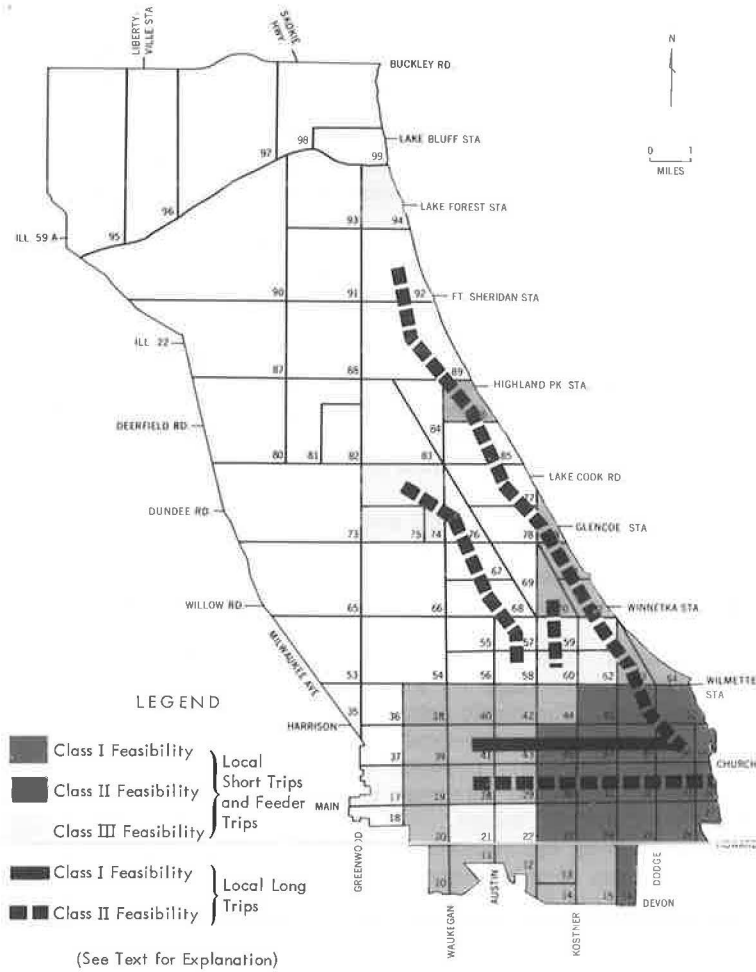 LIBERTY-
VILLE STA
SKOKIE
HWY.
BUCKLEY RD
N
0 1
MILES
98
LAKE BLUFF STA
97
99
LAKE FOREST STA
96
93
94
ILL 59 A
95
90
91
92
FT SHERIDAN STA
ILL 22
87
88
89
HIGHLAND PK STA
DEERFIELD RD
84
80
81
82
83
85
LAKE COOK RD
77
DUNDEE RD
GLENCOE STA
73
75
74
76
78
67
69
WILLOW RD
65
66
68
70
WINNETKA STA
MILWAUKEE AVE
55
57
59
53
54
56
58
60
62
64
WILMETTE
STA
LEGEND
35
36
38
40
42
44
HARRISON
Class I Feasibility
Class II Feasibility
Class III Feasibility
Local
Short Trips
and Feeder
Trips
37
39
41
43
CHURCH
MAIN
17
19
28
29
18
20
21
22
HOWARD
Class I Feasibility
Class II Feasibility
Local Long
Trips
GREENWOOD
10
11
12
13
14
15
AUSTIN
DODGE
DEVON
WAUKEGAN
KOSTNER
(See Text for Explanation)